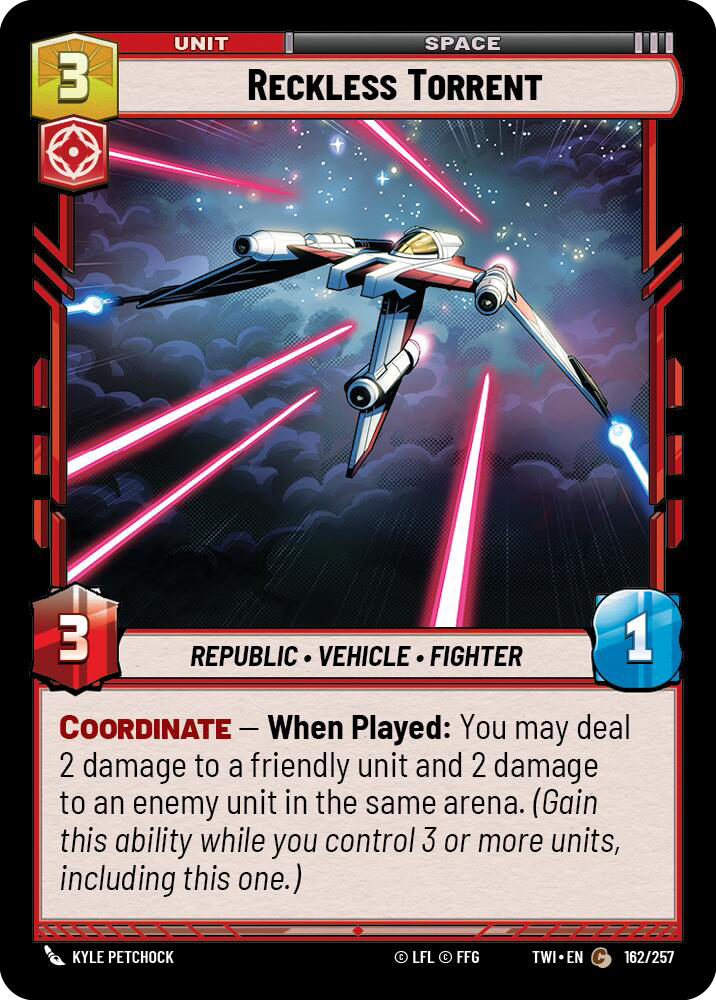 UNIT
SPACE
3
RECKLESS TORRENT
3
REPUBLIC • VEHICLE • FIGHTER
1
COORDINATE — When Played: You may deal
2 damage to a friendly unit and 2 damage
to an enemy unit in the same arena. (Gain
this ability while you control 3 or more units,
including this one.)
KYLE PETCHOCK
© LFL © FFG
TWI • EN C 162/257